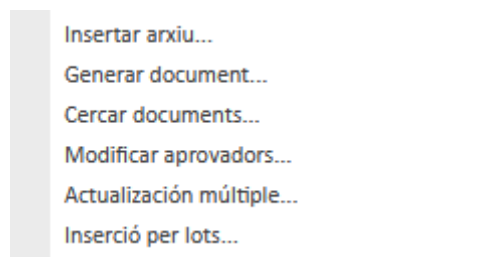 Insertar arxiu...
Generar document...
Cercar documents...
Modificar aprovadors...
Actualización múltiple...
Inserció per lots...